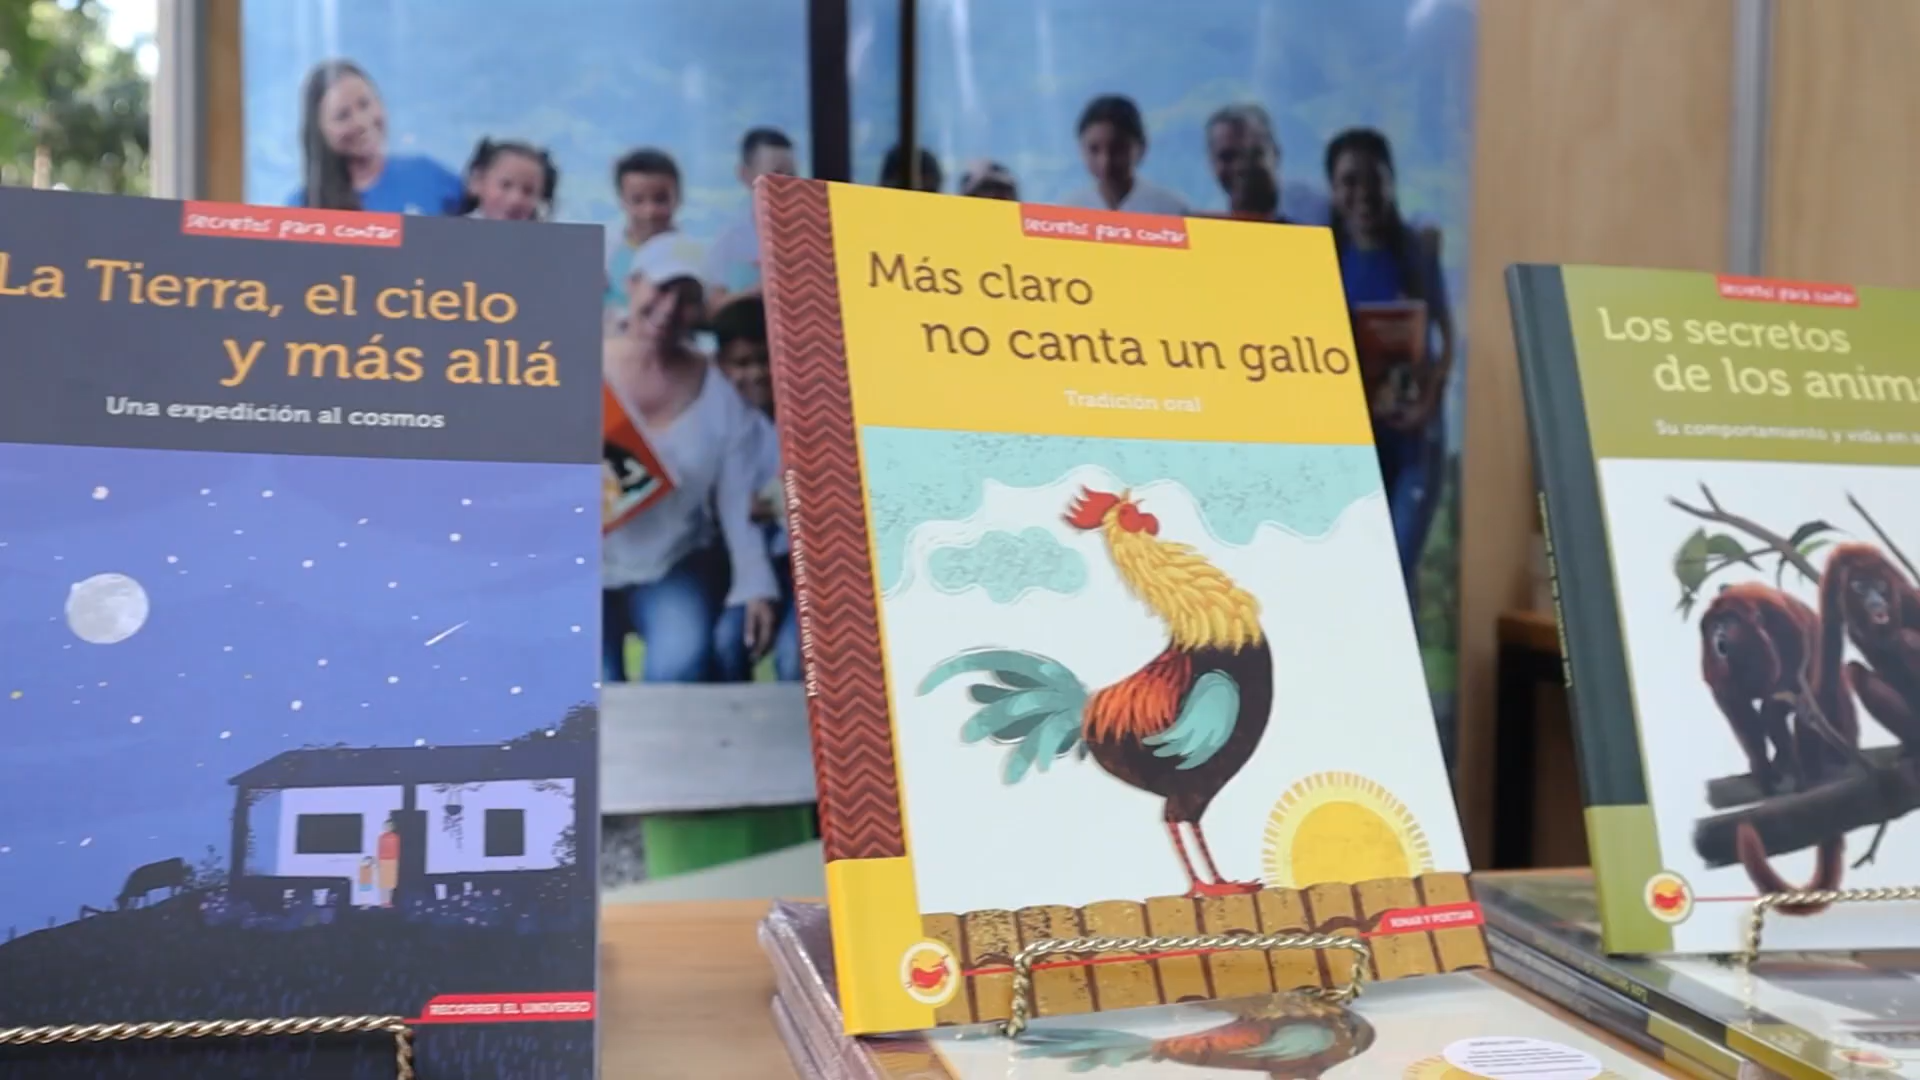 secretos para contar
La Tierra, el cielo
y más allá
Una expedición al cosmos
RECORRER EL UNIVERSO
secretos para contar
Más claro
no canta un gallo
Tradición oral
Más claro no canta un gallo
RIMAR Y POETIZAR
secretos para contar
Los secretos
de los anima
Su comportamiento y vida en s